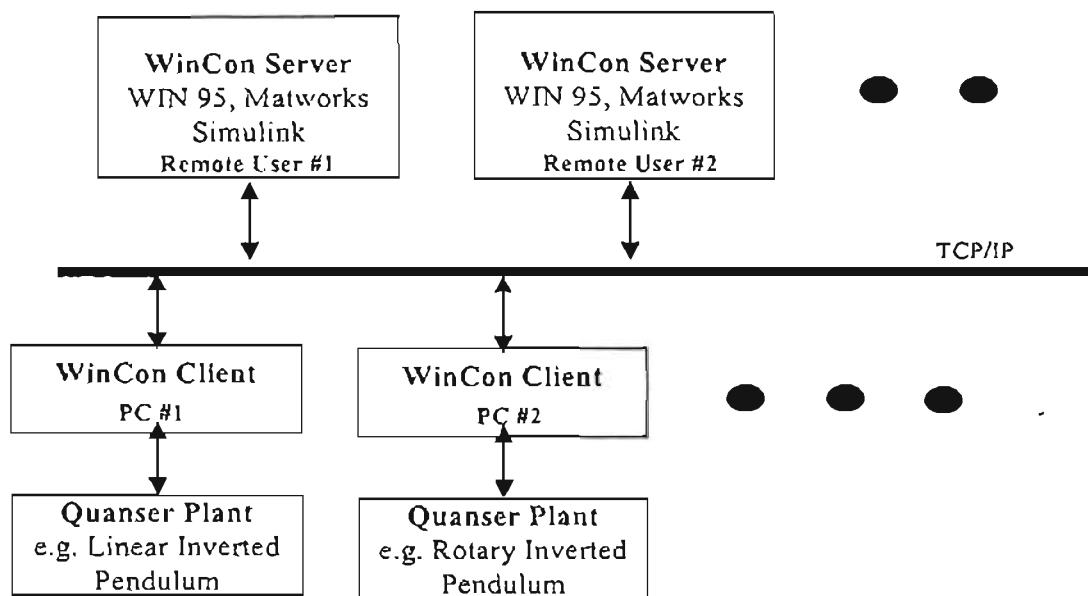 WinCon Server
WIN 95, Matworks
Simulink
Remote User #1
WinCon Server
WIN 95, Matworks
Simulink
Remote User #2
TCP/IP
WinCon Client
PC #1
WinCon Client
PC #2
Quanser Plant
e.g. Linear Inverted
Pendulum
Quanser Plant
e.g. Rotary Inverted
Pendulum